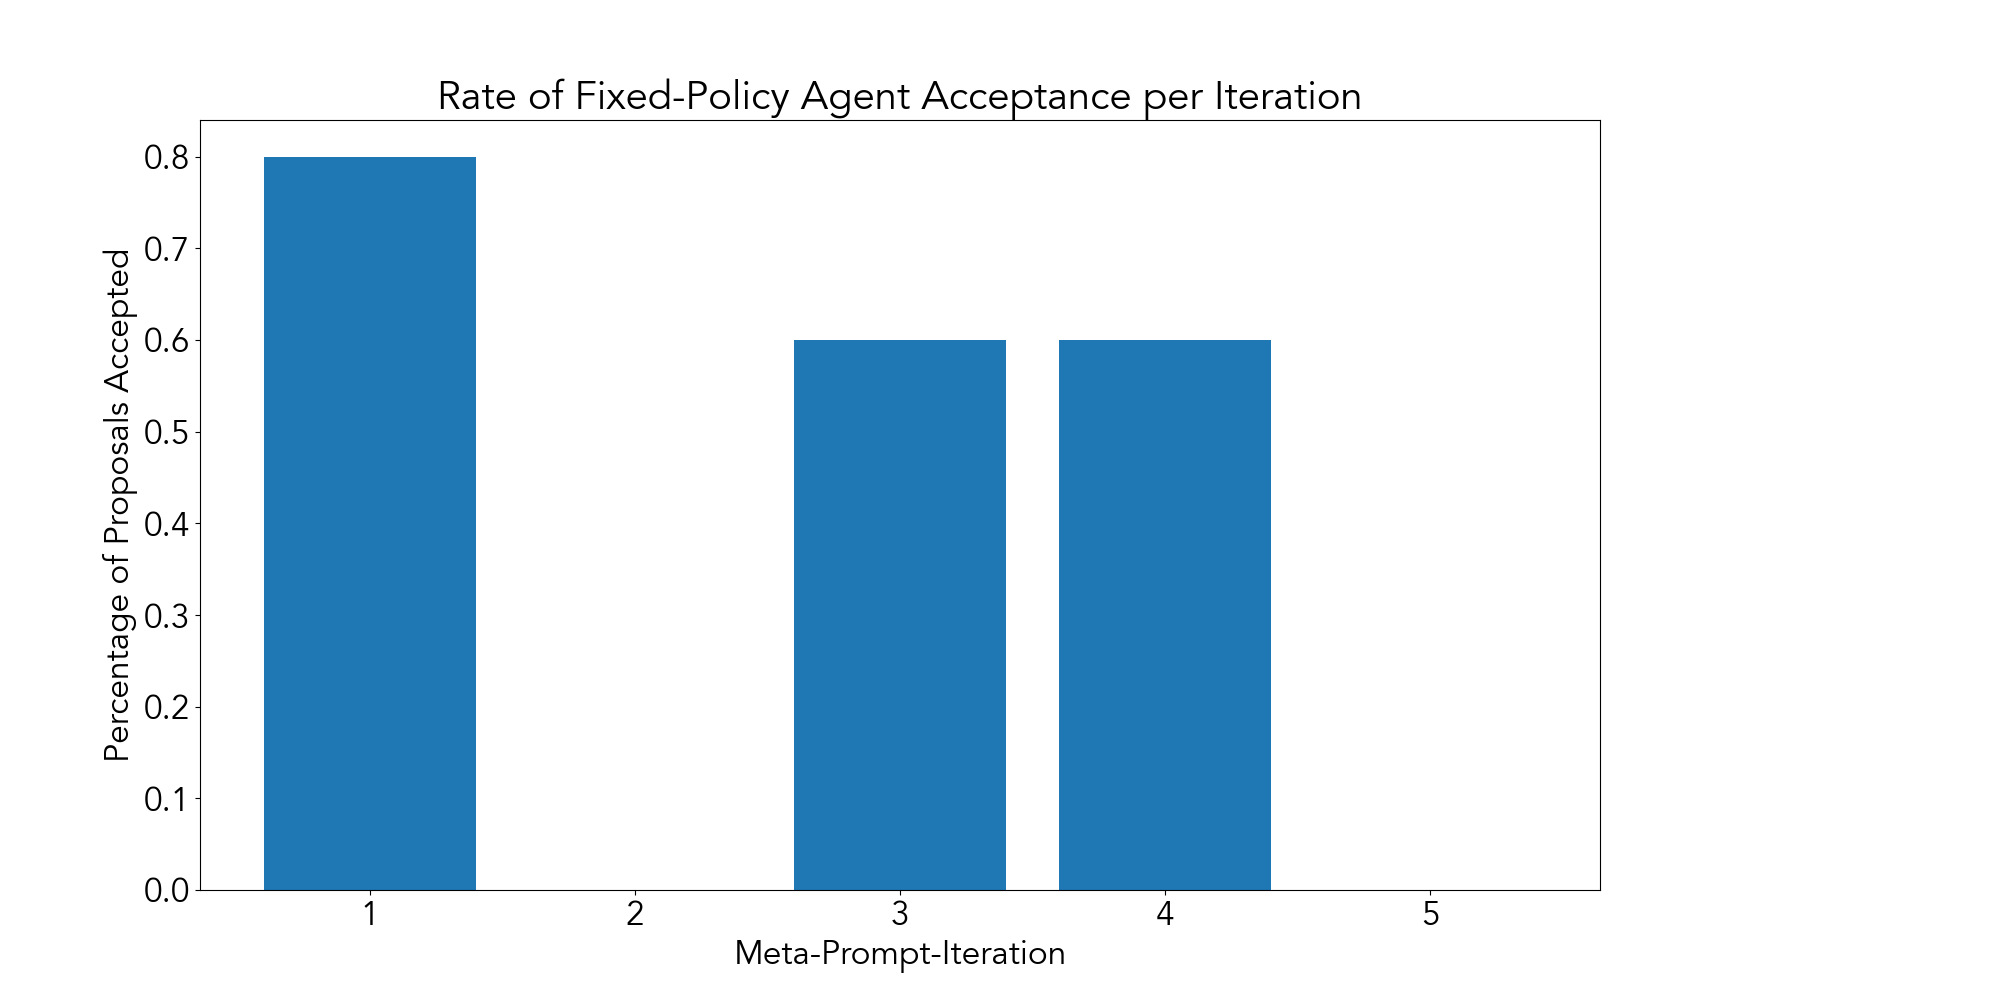 Rate of Fixed-Policy Agent Acceptance per Iteration
Percentage of Proposals Accepted
0.8
0.7
0.6
0.5
0.4
0.3
0.2
0.1
0.0
1 2 3 4 5
Meta-Prompt-Iteration